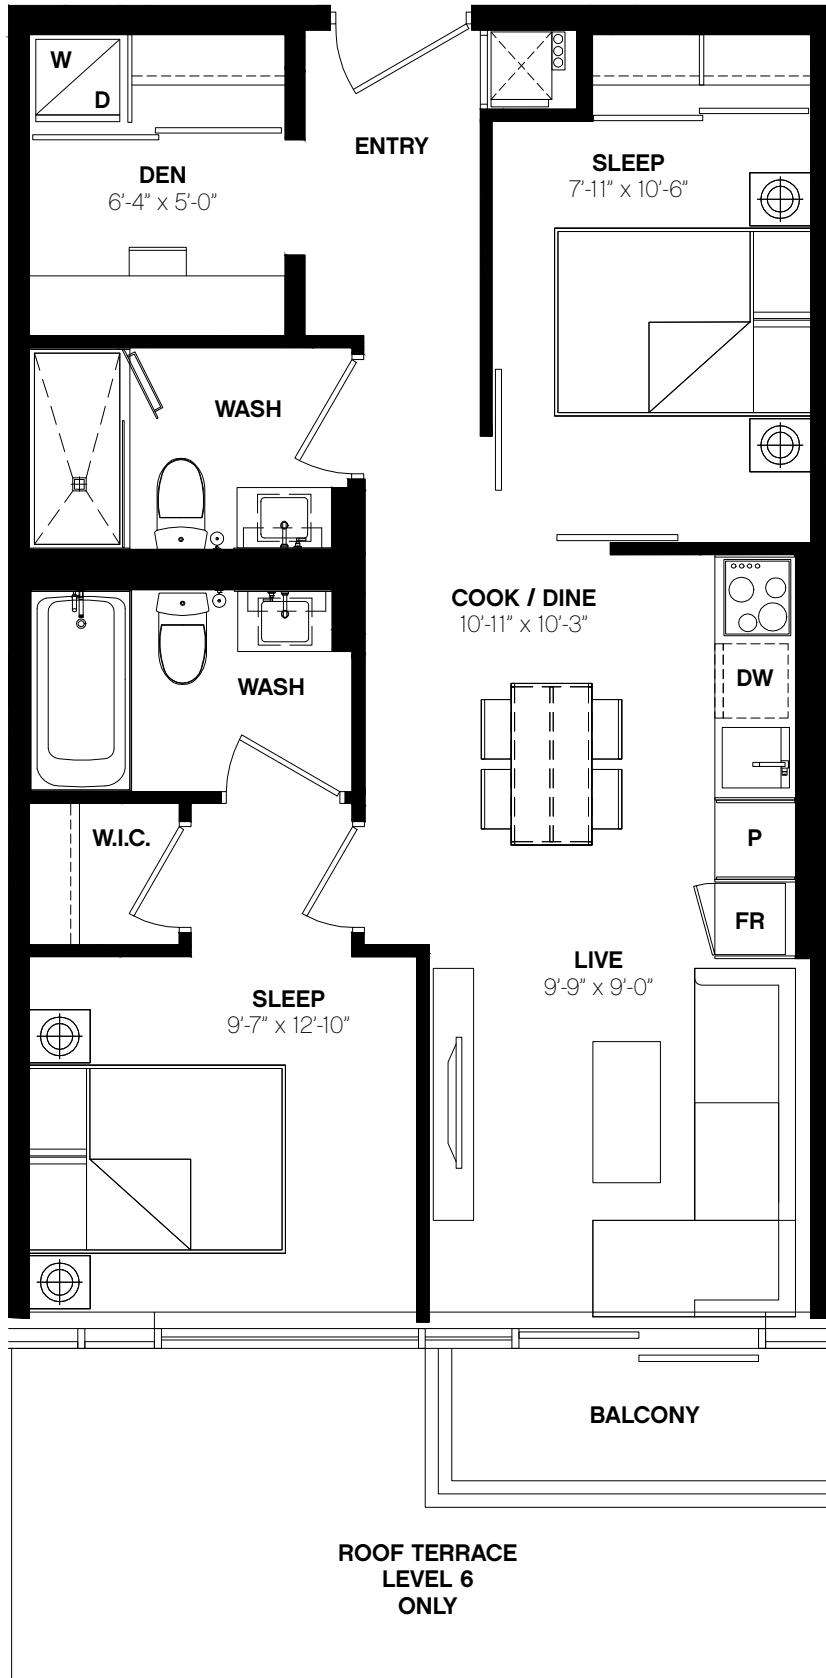 W
D
ENTRY
DEN
6'-4" x 5'-0"
SLEEP
7'-11" x 10'-6"
WASH
COOK / DINE
10'-11" x 10'-3"
WASH
DW
W.I.C.
P
FR
LIVE
9'-9" x 9'-0"
SLEEP
9'-7" x 12'-10"
BALCONY
ROOF TERRACE
LEVEL 6
ONLY